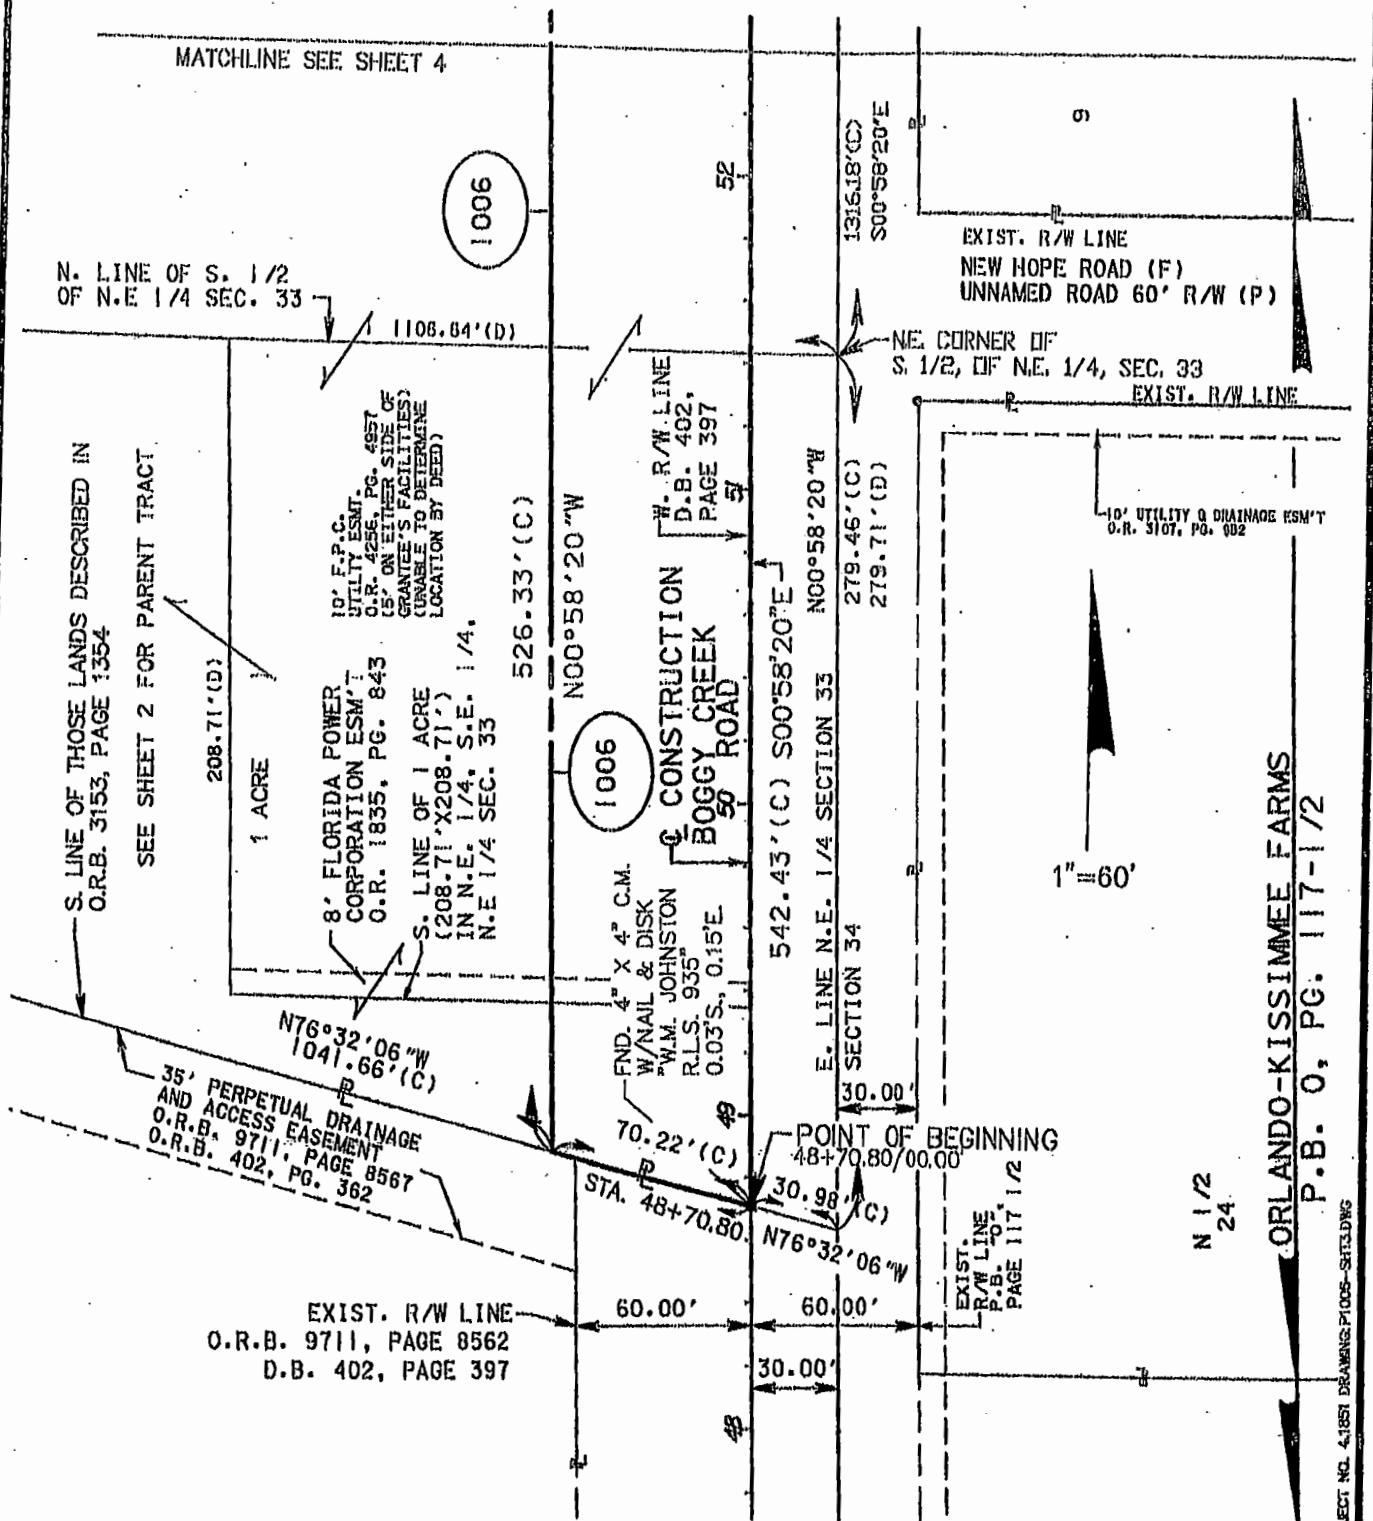 MATCHLINE SEE SHEET 4
1006
52
1316.18'(C)
S00°58'20"E
EXIST. R/W LINE
NEW HOPE ROAD (F)
UNNAMED ROAD 60' R/W (P)
N. LINE OF S. 1/2
OF N.E 1/4 SEC. 33
1106.64'(D)
N.E. CORNER OF
S. 1/2, OF N.E. 1/4, SEC. 33
EXIST. R/W LINE
10' UTILITY & DRAINAGE ESM'T
O.R. 3107, PG.
S. LINE OF THOSE LANDS DESCRIBED IN
O.R.B. 3153, PAGE 1354
SEE SHEET 2 FOR PARENT TRACT
208.71'(D)
1 ACRE
10' F.P.C.
UTILTY ESMT.
O.R. 4256, PG. 4957
(5' ON EITHER SIDE OF
GRANTEE'S FACILITIES)
(UNABLE TO DETERMINE
LOCATION BY DEED)
8' FLORIDA POWER
CORPORATION ESM'T
O.R. 1835, PG. 843
S. LINE OF 1 ACRE
(208.71'X208.71')
IN N.E. 1/4, S.E. 1/4,
N.E 1/4 SEC. 33
526.33'(C)
N00°58'20"W
1006
W. R/W LINE
D.B. 402,
PAGE 397
51
℄ CONSTRUCTION
BOGGY CREEK
ROAD
50
542.43'(C) S00°58'20"E
N00°58'20"W
279.46'(C)
279.71'(D)
E. LINE N.E. 1/4 SECTION 33
SECTION 34
1"=60'
FND. 4" X 4" C.M.
W/NAIL & DISK
"W.M. JOHNSTON
R.L.S. 935"
0.03'S., 0.15'E.
49
N76°32'06"W
1041.66'(C)
35' PERPETUAL DRAINAGE
AND ACCESS EASEMENT
O.R.B. 9711, PAGE 8567
O.R.B. 402, PG. 362
30.00'
70.22'(C)
POINT OF BEGINNING
48+70.80/00.00
STA. 48+70.80
30.98'(C)
N76°32'06"W
EXIST. R/W LINE
O.R.B. 9711, PAGE 8562
D.B. 402, PAGE 397
60.00'
60.00'
30.00'
48
EXIST.
R/W LINE
P.B. "O",
PAGE 117 1/2
N 1/2
24
ORLANDO-KISSIMMEE FARMS
P.B. O, PG. 117-1/2